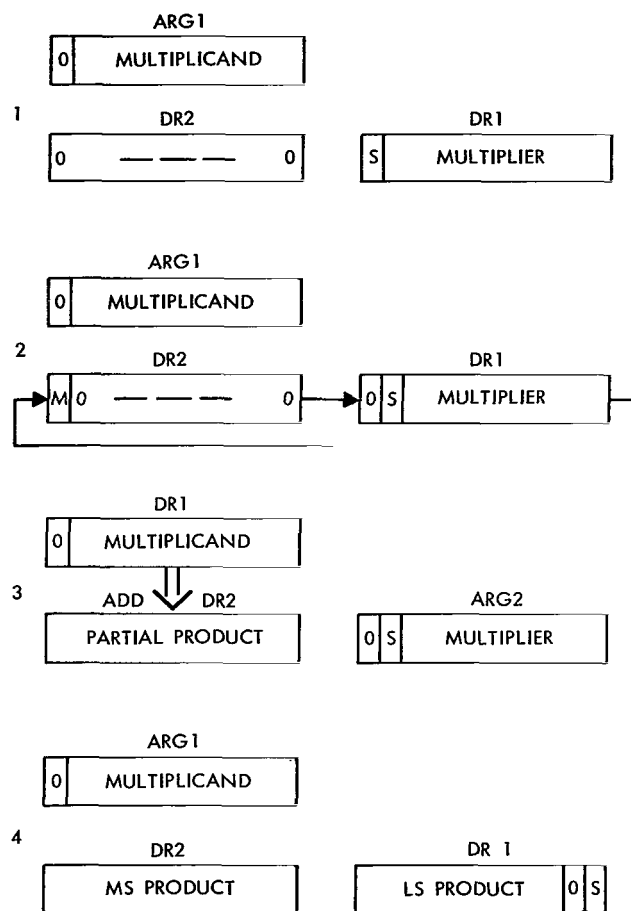 ARG1
0 MULTIPLICAND
1
DR2 DR1
0 — — — 0 S MULTIPLIER
ARG1
0 MULTIPLICAND
2
DR2 DR1
M 0 — — — 0 0 S MULTIPLIER
DR1
0 MULTIPLICAND
3
ADD DR2 ARG2
PARTIAL PRODUCT 0 S MULTIPLIER
ARG1
0 MULTIPLICAND
4
DR2 DR 1
MS PRODUCT LS PRODUCT 0 S